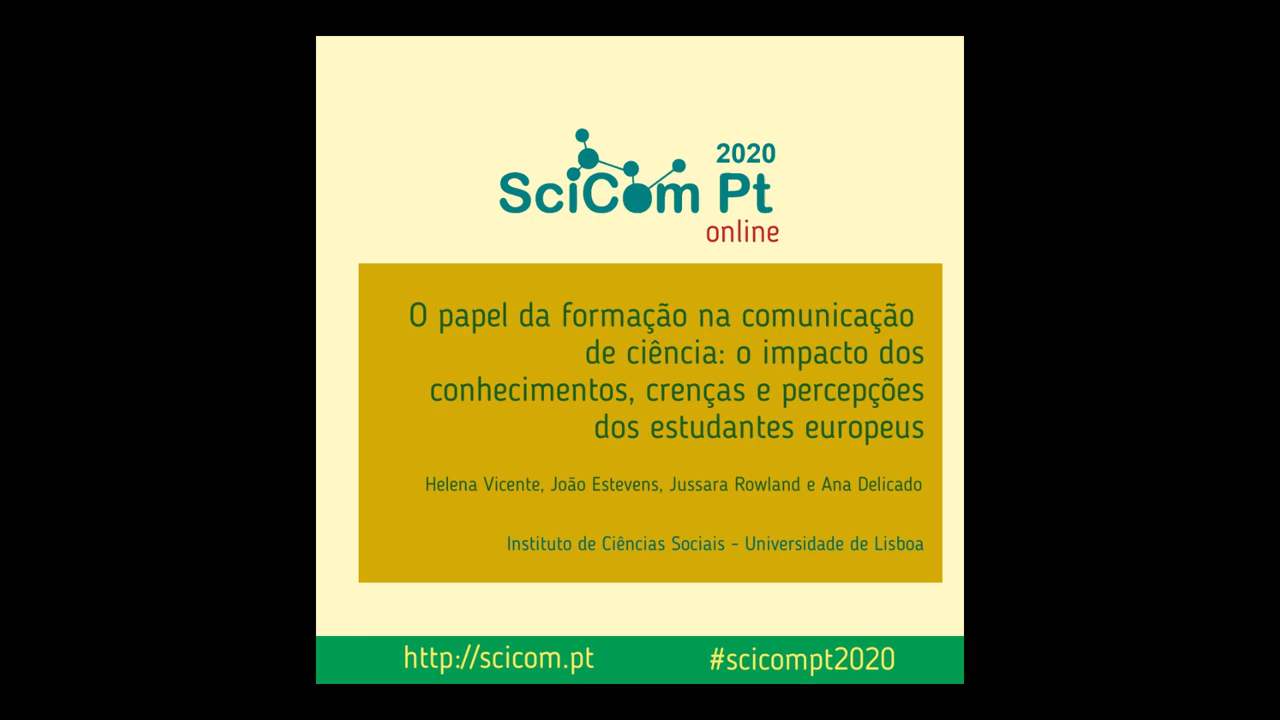 2020
SciCom Pt
online
O papel da formação na comunicação
de ciência: o impacto dos
conhecimentos, crenças e percepções
dos estudantes europeus
Helena Vicente, João Estevens, Jussara Rowland e Ana Delicado
Instituto de Ciências Sociais - Universidade de Lisboa
http://scicom.pt #scicompt2020